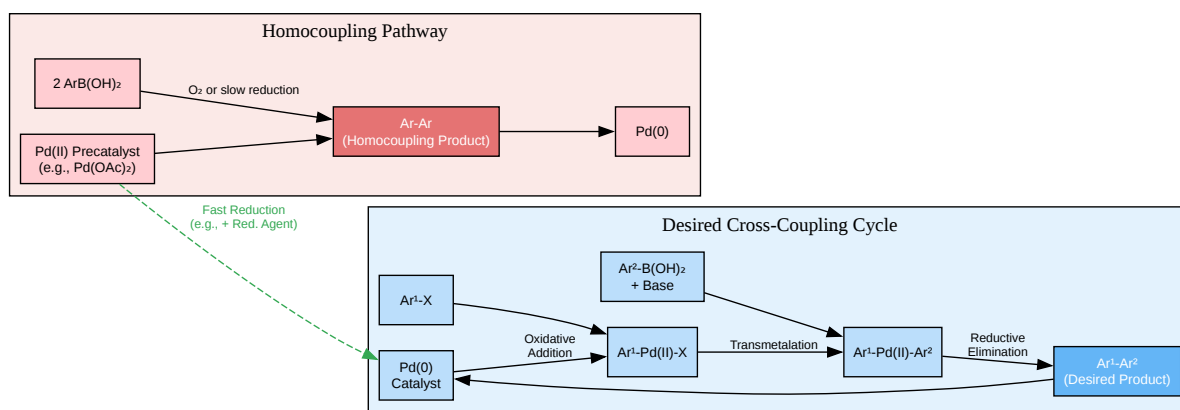 Homocoupling Pathway
2 ArB(OH)₂
O₂ or slow reduction
Ar-Ar
(Homocoupling Product)
Pd(0)
Pd(II) Precatalyst
(e.g., Pd(OAc)₂)
Fast Reduction
(e.g., + Red. Agent)
Desired Cross-Coupling Cycle
Ar²-B(OH)₂
+ Base
Ar¹-X
Oxidative
Addition
Ar¹-Pd(II)-X
Transmetalation
Ar¹-Pd(II)-Ar²
Reductive
Elimination
Pd(0)
Catalyst
Ar¹-Ar²
(Desired Product)